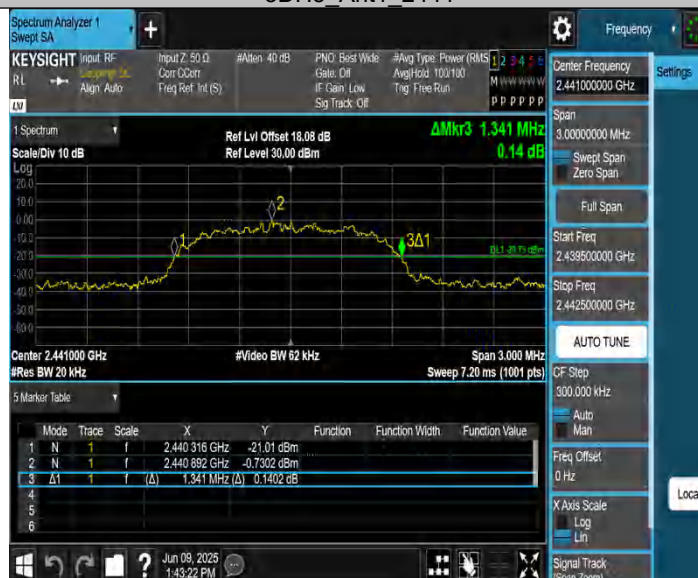 Spectrum Analyzer 1
Swept SA
Frequency
KEYSIGHT
Input: RF
Align: Auto
Input Z: 50 Ω
Corr CCorr
Freq Ref: Int (S)
#Atten: 40 dB
PNO: Best Wide
Gate: Off
IF Gain: Low
Sig Track: Off
#Avg Type: Power (RMS
Avg|Hold: 100/100
Trig: Free Run
1 2 3 4 5 6
M W W W W W
P P P P P P
RL
LXI
1 Spectrum
Scale/Div 10 dB
Ref Lvl Offset 18.08 dB
Ref Level 30.00 dBm
ΔMkr3 1.341 MHz
0.14 dB
Log
20.0
10.0
0.00
-10.0
-20.0
-30.0
-40.0
-50.0
-60.0
1
2
3Δ1
Center 2.441000 GHz
#Video BW 62 kHz
Span 3.000 MHz
#Res BW 20 kHz
Sweep 7.20 ms (1001 pts)
5 Marker Table
Mode Trace Scale X Y Function Function Width Function Value
1 N 1 f 2.440 316 GHz -21.01 dBm
2 N 1 f 2.440 892 GHz -0.7302 dBm
3 Δ1 1 f (Δ) 1.341 MHz (Δ) 0.1402 dB
4
5
6
Jun 09, 2025
1:43:22 PM
Center Frequency
2.441000000 GHz
Settings
Span
3.00000000 MHz
Swept Span
Zero Span
Full Span
Start Freq
2.439500000 GHz
Stop Freq
2.442500000 GHz
AUTO TUNE
CF Step
300.000 kHz
Auto
Man
Freq Offset
0 Hz
X Axis Scale
Log
Lin
Signal Track
(Span Zoom)
Loca